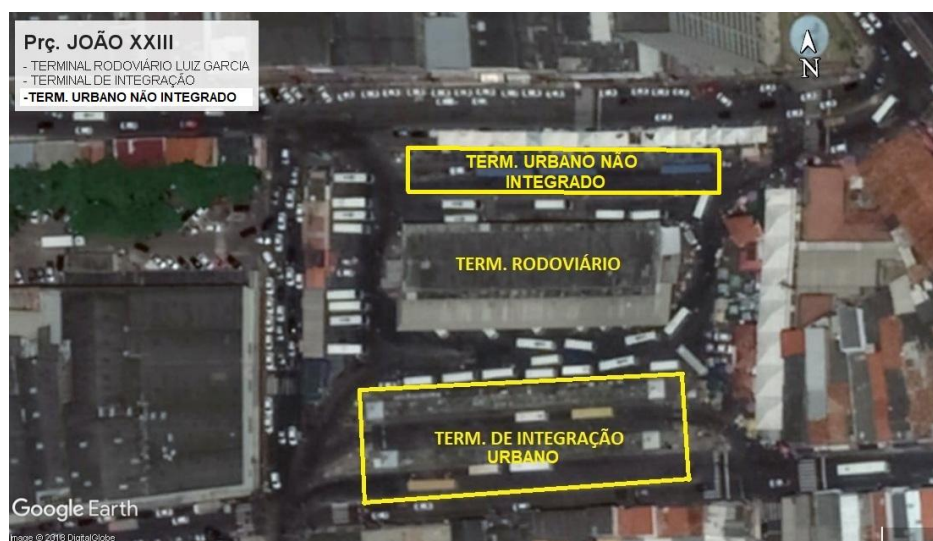 Prç. JOÃO XXIII
- TERMINAL RODOVIÁRIO LUIZ GARCIA
- TERMINAL DE INTEGRAÇÃO
-TERM. URBANO NÃO INTEGRADO
N
TERM. URBANO NÃO
INTEGRADO
TERM. RODOVIÁRIO
TERM. DE INTEGRAÇÃO
URBANO
Google Earth
Image © 2018 DigitalGlobe